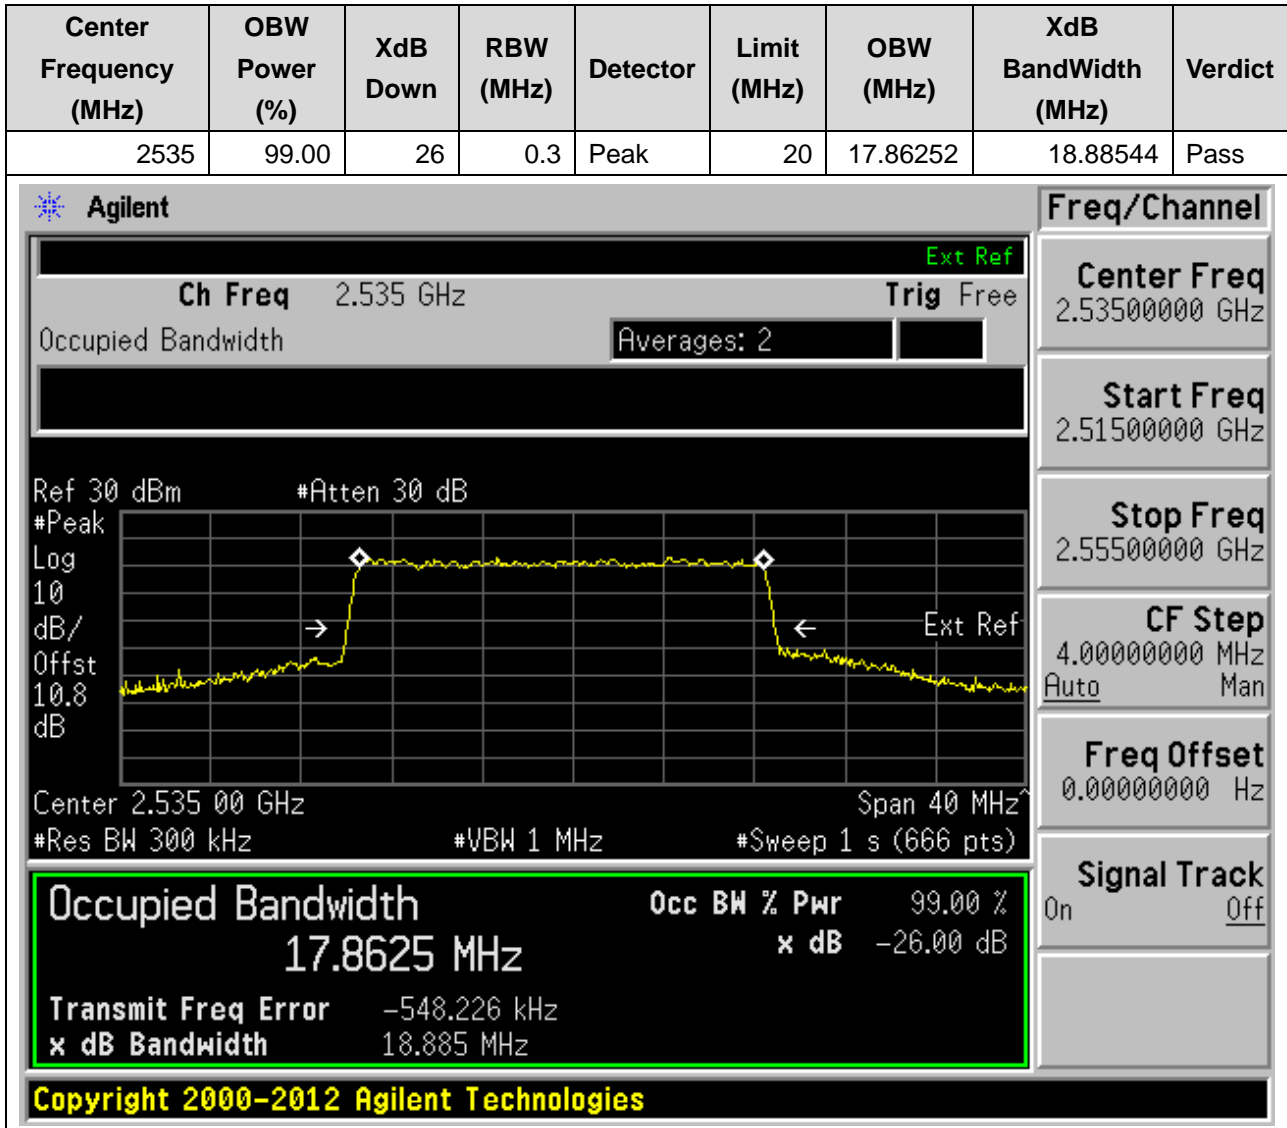 Center Frequency (MHz) OBW Power (%) XdB Down RBW (MHz) Detector Limit (MHz) OBW (MHz) XdB BandWidth (MHz) Verdict
2535 99.00 26 0.3 Peak 20 17.86252 18.88544 Pass
Agilent
Freq/Channel
Ext Ref
Ch Freq 2.535 GHz Trig Free
Occupied Bandwidth Averages: 2
Center Freq
2.53500000 GHz
Start Freq
2.51500000 GHz
Stop Freq
2.55500000 GHz
CF Step
4.00000000 MHz
Auto Man
Freq Offset
0.00000000 Hz
Signal Track
On Off
Ref 30 dBm #Atten 30 dB
#Peak
Log
10
dB/
Offst
10.8
dB
Ext Ref
Center 2.535 00 GHz Span 40 MHz^
#Res BW 300 kHz #VBW 1 MHz #Sweep 1 s (666 pts)
Occupied Bandwidth Occ BW % Pwr 99.00 %
17.8625 MHz x dB -26.00 dB
Transmit Freq Error -548.226 kHz
x dB Bandwidth 18.885 MHz
Copyright 2000-2012 Agilent Technologies